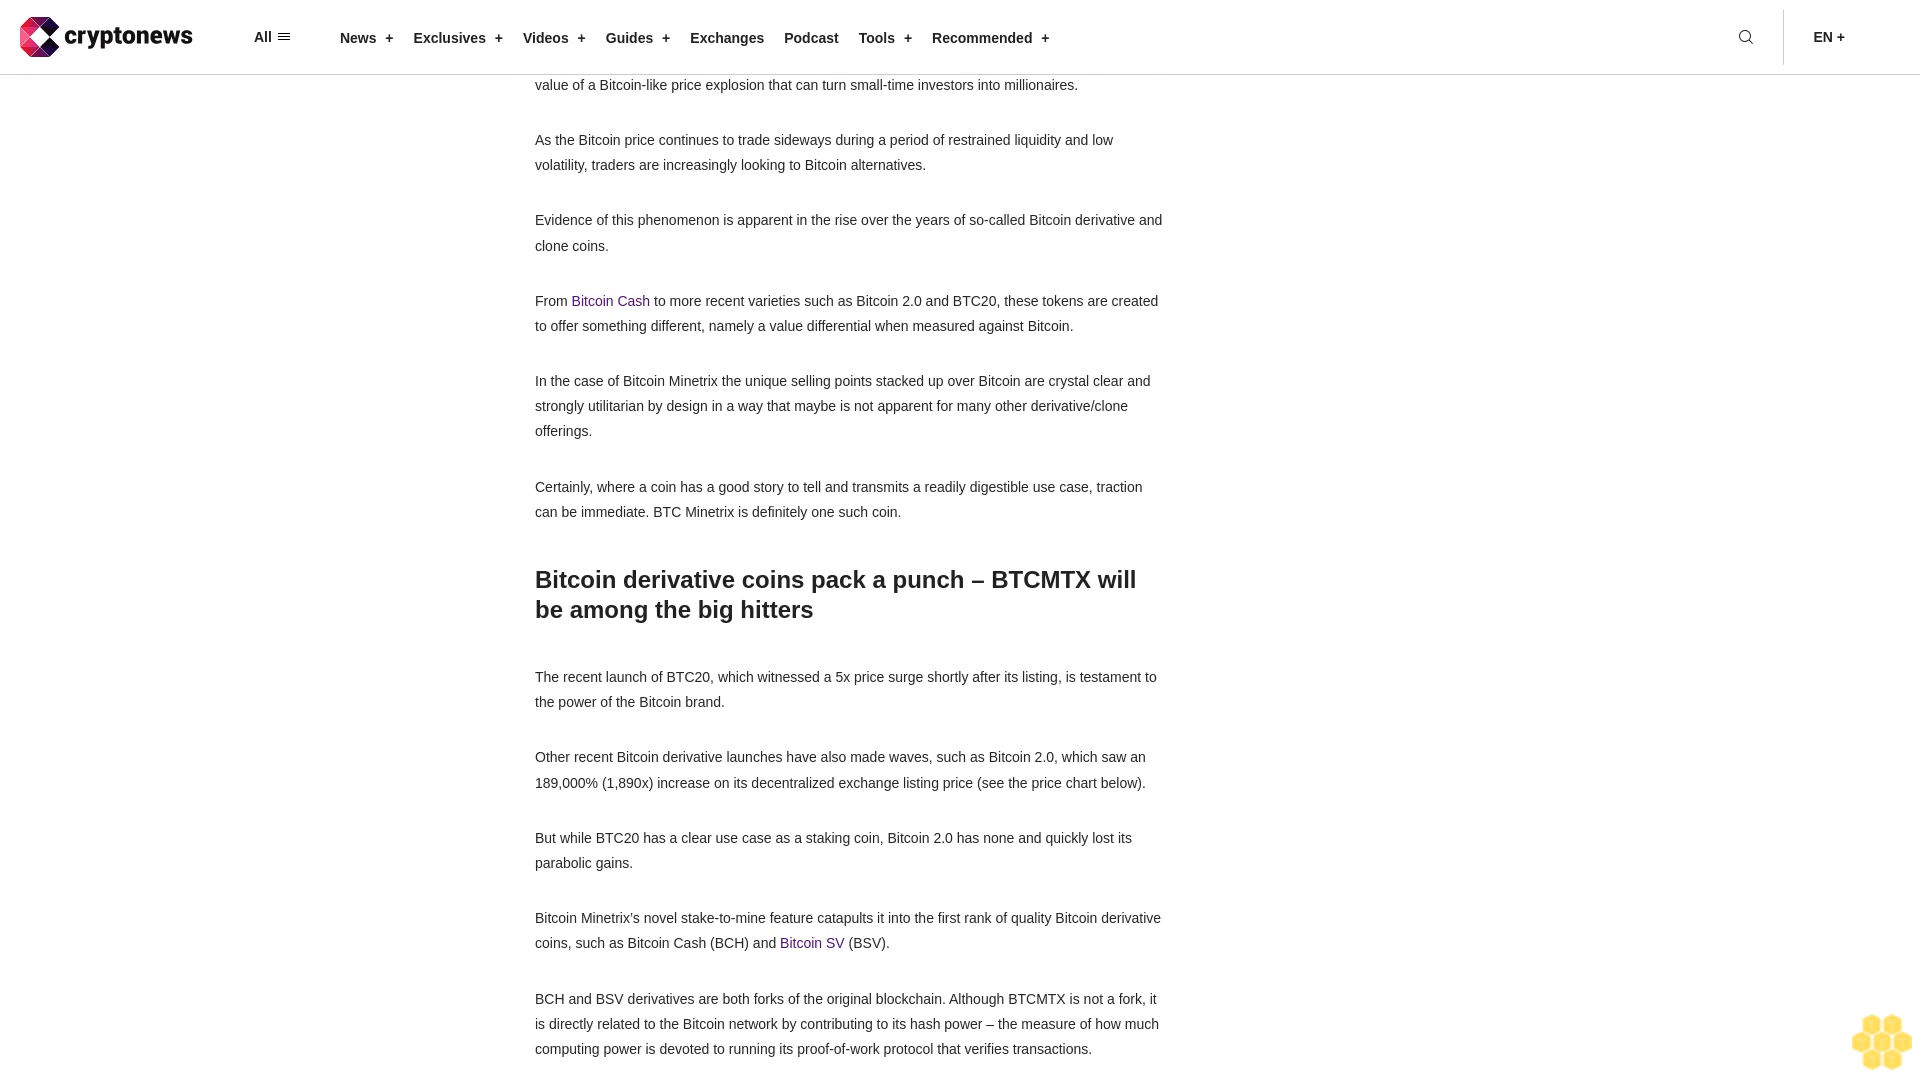 cryptonews All News + Exclusives + Videos + Guides + Exchanges Podcast Tools + Recommended + EN +
value of a Bitcoin-like price explosion that can turn small-time investors into millionaires.
As the Bitcoin price continues to trade sideways during a period of restrained liquidity and low
volatility, traders are increasingly looking to Bitcoin alternatives.
Evidence of this phenomenon is apparent in the rise over the years of so-called Bitcoin derivative and
clone coins.
From Bitcoin Cash to more recent varieties such as Bitcoin 2.0 and BTC20, these tokens are created
to offer something different, namely a value differential when measured against Bitcoin.
In the case of Bitcoin Minetrix the unique selling points stacked up over Bitcoin are crystal clear and
strongly utilitarian by design in a way that maybe is not apparent for many other derivative/clone
offerings.
Certainly, where a coin has a good story to tell and transmits a readily digestible use case, traction
can be immediate. BTC Minetrix is definitely one such coin.
Bitcoin derivative coins pack a punch – BTCMTX will
be among the big hitters
The recent launch of BTC20, which witnessed a 5x price surge shortly after its listing, is testament to
the power of the Bitcoin brand.
Other recent Bitcoin derivative launches have also made waves, such as Bitcoin 2.0, which saw an
189,000% (1,890x) increase on its decentralized exchange listing price (see the price chart below).
But while BTC20 has a clear use case as a staking coin, Bitcoin 2.0 has none and quickly lost its
parabolic gains.
Bitcoin Minetrix’s novel stake-to-mine feature catapults it into the first rank of quality Bitcoin derivative
coins, such as Bitcoin Cash (BCH) and Bitcoin SV (BSV).
BCH and BSV derivatives are both forks of the original blockchain. Although BTCMTX is not a fork, it
is directly related to the Bitcoin network by contributing to its hash power – the measure of how much
computing power is devoted to running its proof-of-work protocol that verifies transactions.